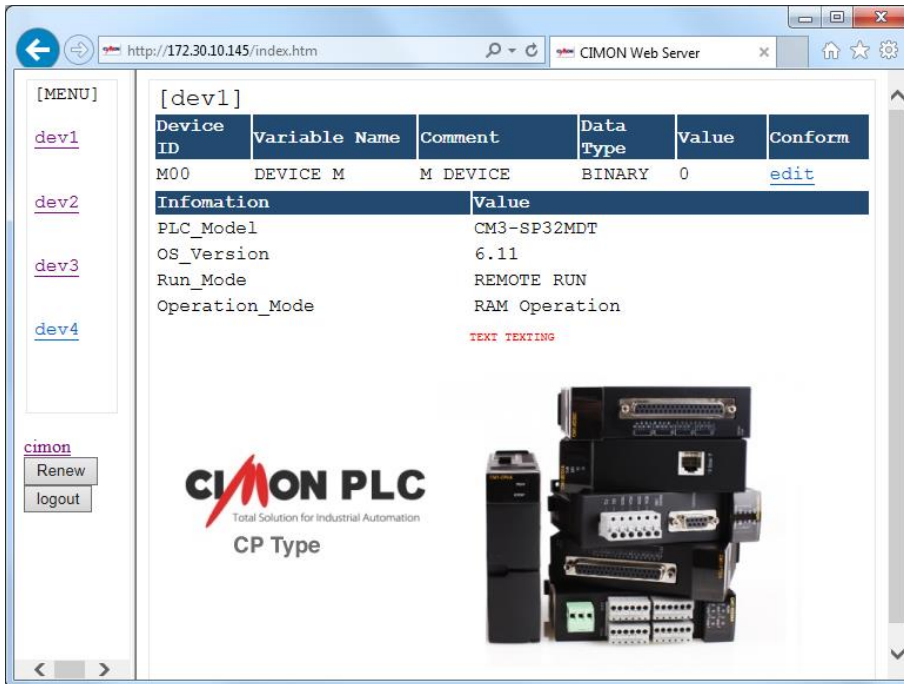 http://172.30.10.145/index.htm
CIMON Web Server
[MENU]
dev1
dev2
dev3
dev4
cimon
Renew
logout
[dev1]
Device ID Variable Name Comment Data Type Value Conform
M00 DEVICE M M DEVICE BINARY 0 edit
Infomation Value
PLC_Model CM3-SP32MDT
OS_Version 6.11
Run_Mode REMOTE RUN
Operation_Mode RAM Operation
TEXT TEXTING
CIMON PLC
Total Solution for Industrial Automation
CP Type